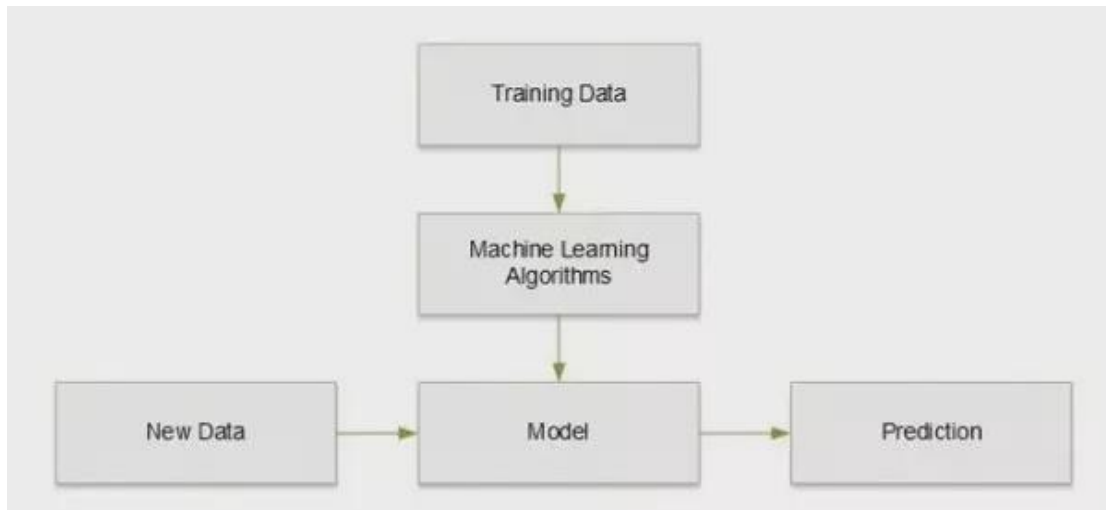 Training Data
Machine Learning
Algorithms
New Data
Model
Prediction